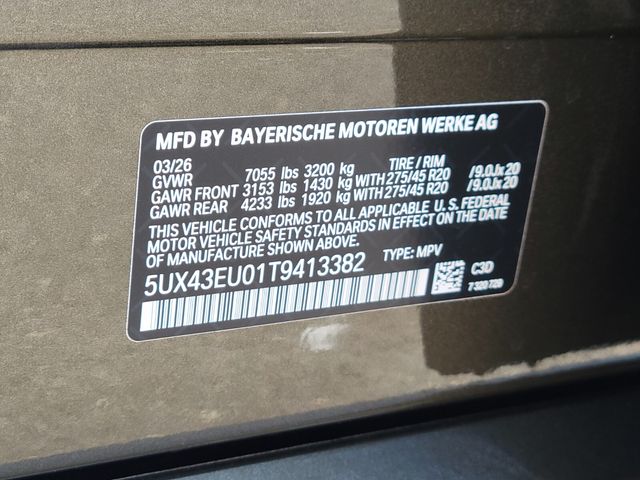 MFD BY BAYERISCHE MOTOREN WERKE AG
03/26 TIRE / RIM
GVWR 7055 lbs 3200 kg
GAWR FRONT 3153 lbs 1430 kg WITH 275/45 R20 /9.0Jx20
GAWR REAR 4233 lbs 1920 kg WITH 275/45 R20 /9.0Jx20
THIS VEHICLE CONFORMS TO ALL APPLICABLE U.S. FEDERAL
MOTOR VEHICLE SAFETY STANDARDS IN EFFECT ON THE DATE
OF MANUFACTURE SHOWN ABOVE.
5UX43EU01T9413382 TYPE: MPV
C3D
7 320 728